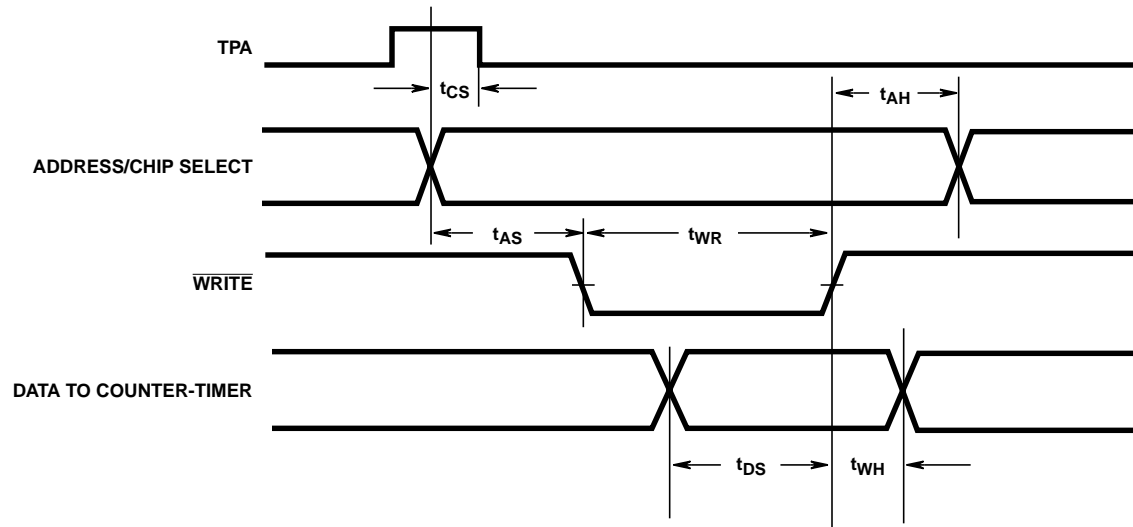 TPA
tCS
tAH
ADDRESS/CHIP SELECT
tAS
tWR
WRITE
DATA TO COUNTER-TIMER
tDS
tWH